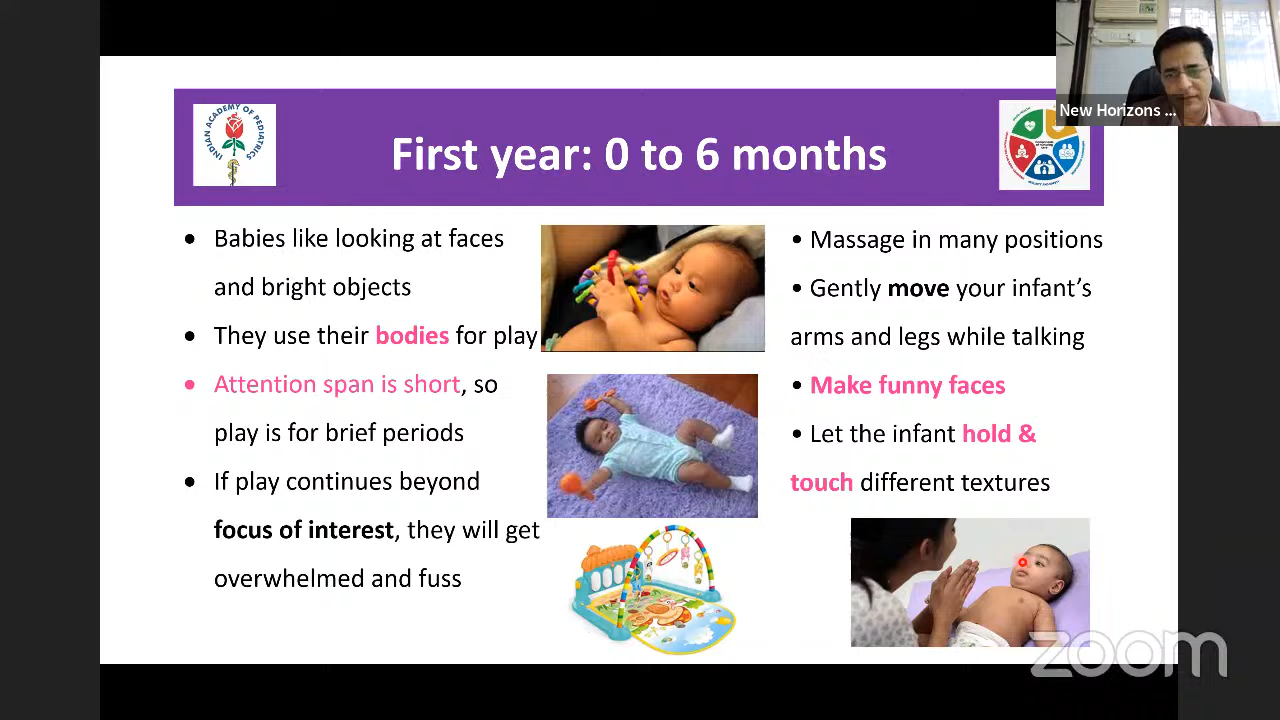 New Horizons ...
INDIAN ACADEMY OF PEDIATRICS
First year: 0 to 6 months
• Babies like looking at faces
and bright objects
• They use their bodies for play
• Attention span is short, so
play is for brief periods
• If play continues beyond
focus of interest, they will get
overwhelmed and fuss
• Massage in many positions
• Gently move your infant’s
arms and legs while talking
• Make funny faces
• Let the infant hold &
touch different textures
zoom